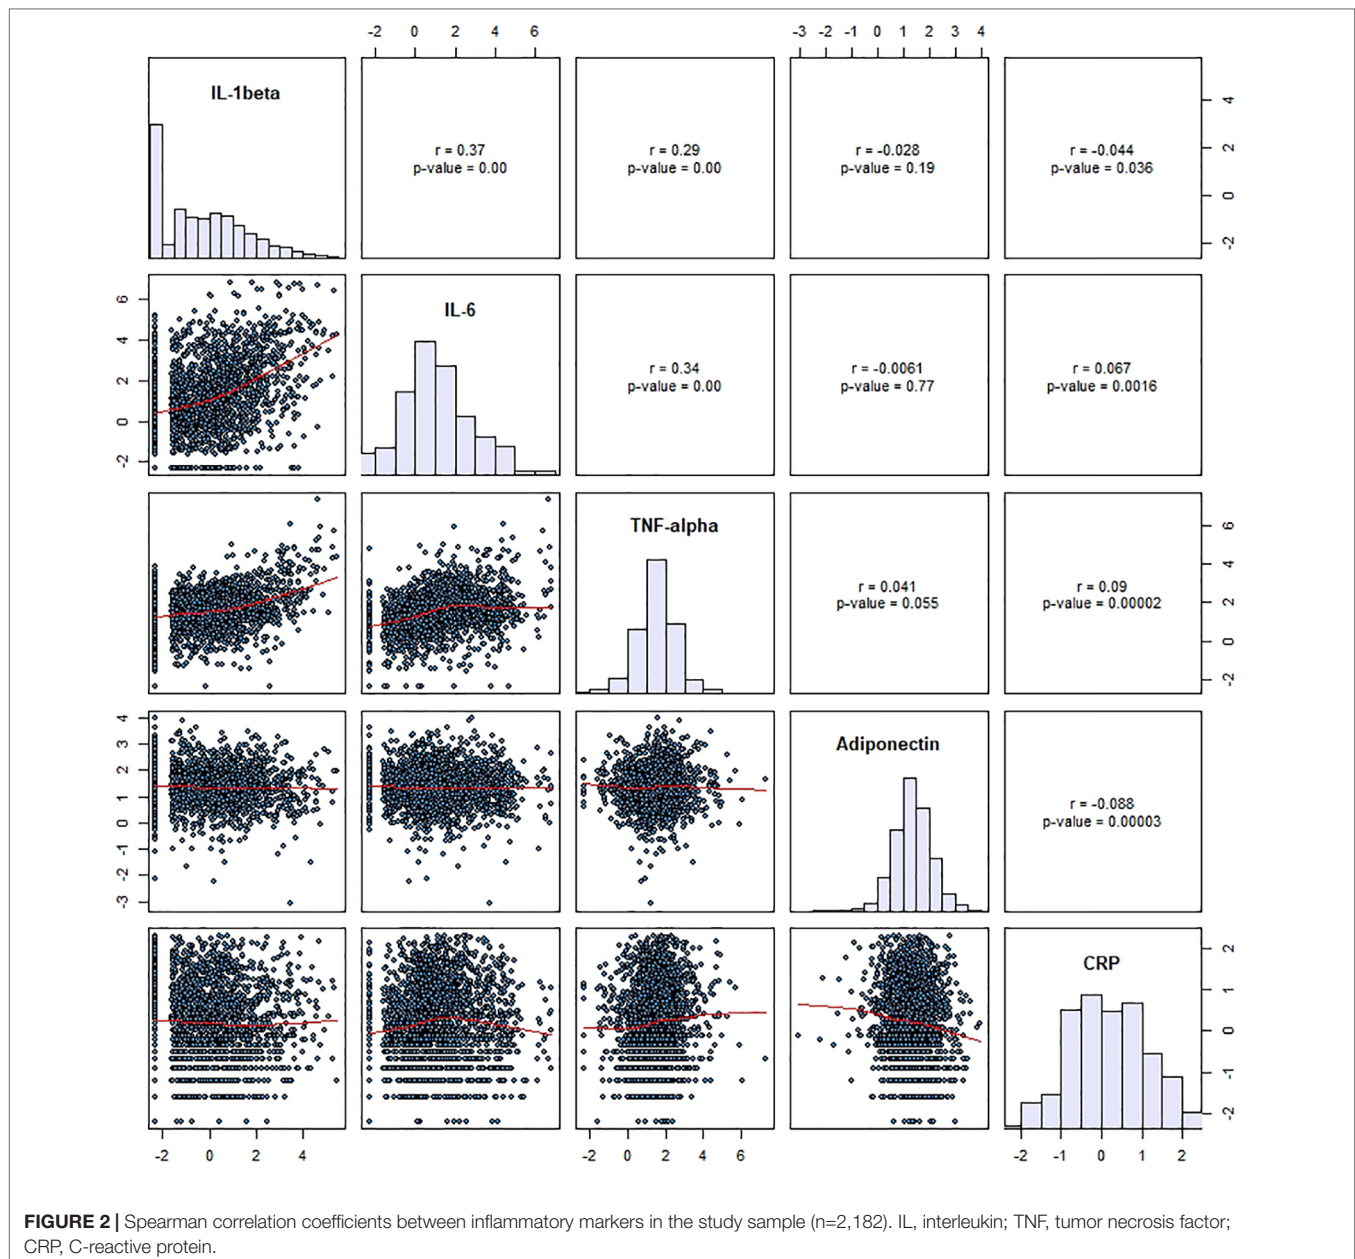 -2 0 2 4 6
-3 -2 -1 0 1 2 3 4
IL-1beta
r = 0.37
p-value = 0.00
r = 0.29
p-value = 0.00
r = -0.028
p-value = 0.19
r = -0.044
p-value = 0.036
4
2
0
-2
6
4
2
0
-2
IL-6
r = 0.34
p-value = 0.00
r = -0.0061
p-value = 0.77
r = 0.067
p-value = 0.0016
TNF-alpha
r = 0.041
p-value = 0.055
r = 0.09
p-value = 0.00002
6
4
2
0
-2
4
3
2
1
0
-1
-2
-3
Adiponectin
r = -0.088
p-value = 0.00003
CRP
2
1
0
-1
-2
-2 0 2 4
-2 0 2 4 6
-2 -1 0 1 2
FIGURE 2 | Spearman correlation coefficients between inflammatory markers in the study sample (n=2,182). IL, interleukin; TNF, tumor necrosis factor;
CRP, C-reactive protein.